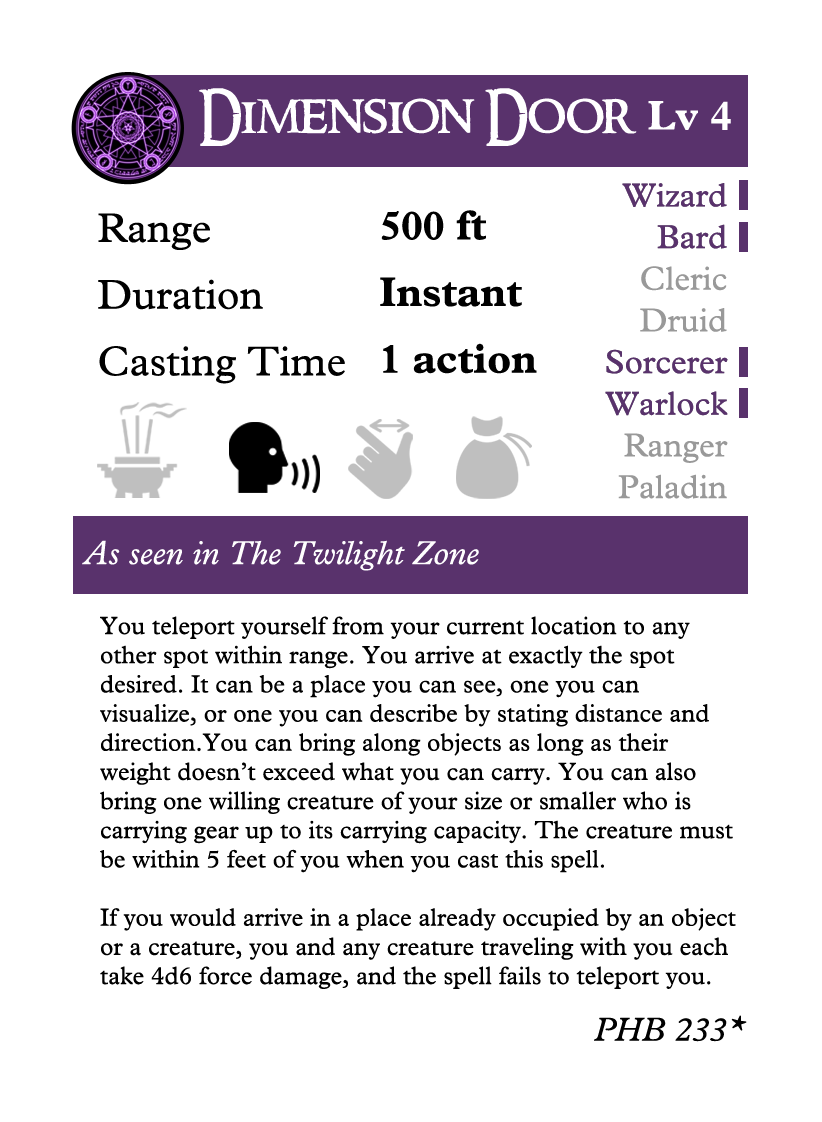 Dimension Door Lv 4
Range 500 ft
Duration Instant
Casting Time 1 action
Wizard
Bard
Cleric
Druid
Sorcerer
Warlock
Ranger
Paladin
As seen in The Twilight Zone
You teleport yourself from your current location to any
other spot within range. You arrive at exactly the spot
desired. It can be a place you can see, one you can
visualize, or one you can describe by stating distance and
direction.You can bring along objects as long as their
weight doesn’t exceed what you can carry. You can also
bring one willing creature of your size or smaller who is
carrying gear up to its carrying capacity. The creature must
be within 5 feet of you when you cast this spell.
If you would arrive in a place already occupied by an object
or a creature, you and any creature traveling with you each
take 4d6 force damage, and the spell fails to teleport you.
PHB 233*